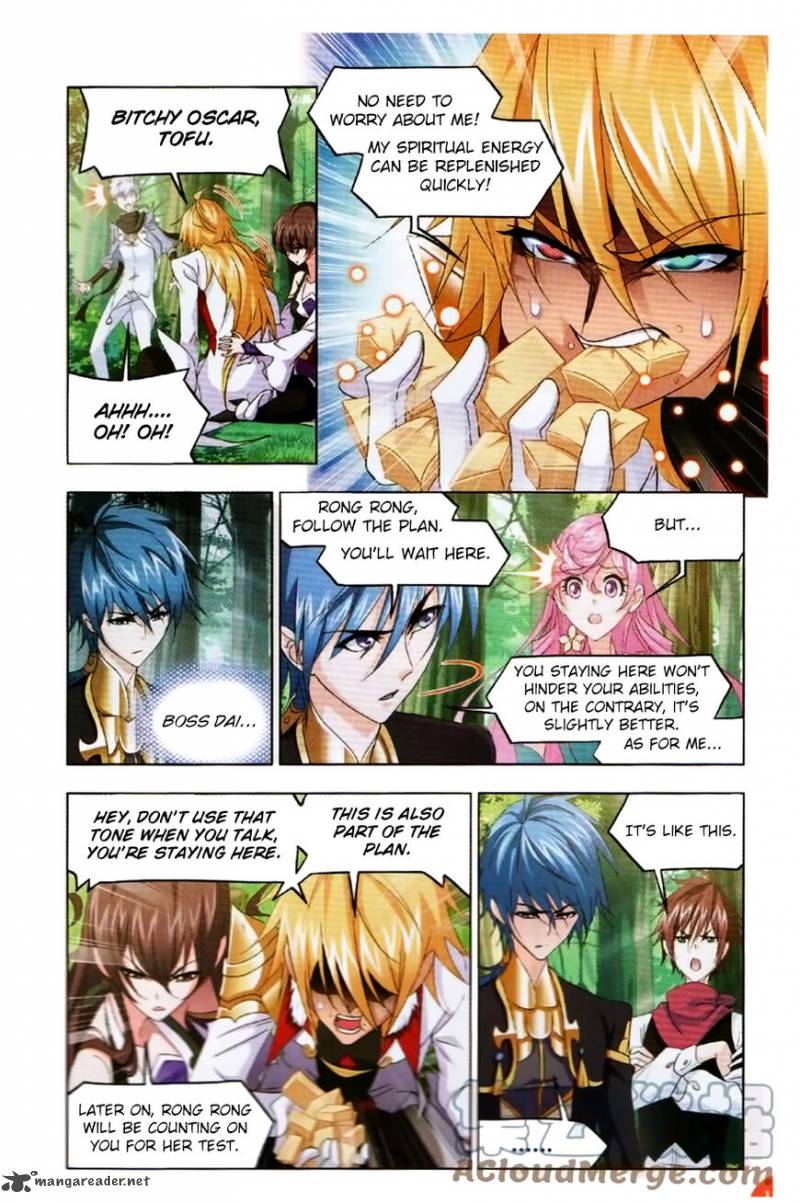 BITCHY OSCAR,
TOFU.
NO NEED TO
WORRY ABOUT ME!
MY SPIRITUAL ENERGY
CAN BE REPLENISHED
QUICKLY!
AHHH....
OH! OH!
BOSS DAI...
RONG RONG,
FOLLOW THE PLAN.
YOU'LL WAIT HERE.
BUT...
YOU STAYING HERE WON'T
HINDER YOUR ABILITIES,
ON THE CONTRARY, IT'S
SLIGHTLY BETTER.
AS FOR ME...
HEY, DON'T USE THAT
TONE WHEN YOU TALK,
YOU'RE STAYING HERE.
THIS IS ALSO
PART OF THE
PLAN.
LATER ON, RONG RONG
WILL BE COUNTING ON
YOU FOR HER TEST.
IT'S LIKE THIS.
......
ACloudMerge.com
mangareader.net